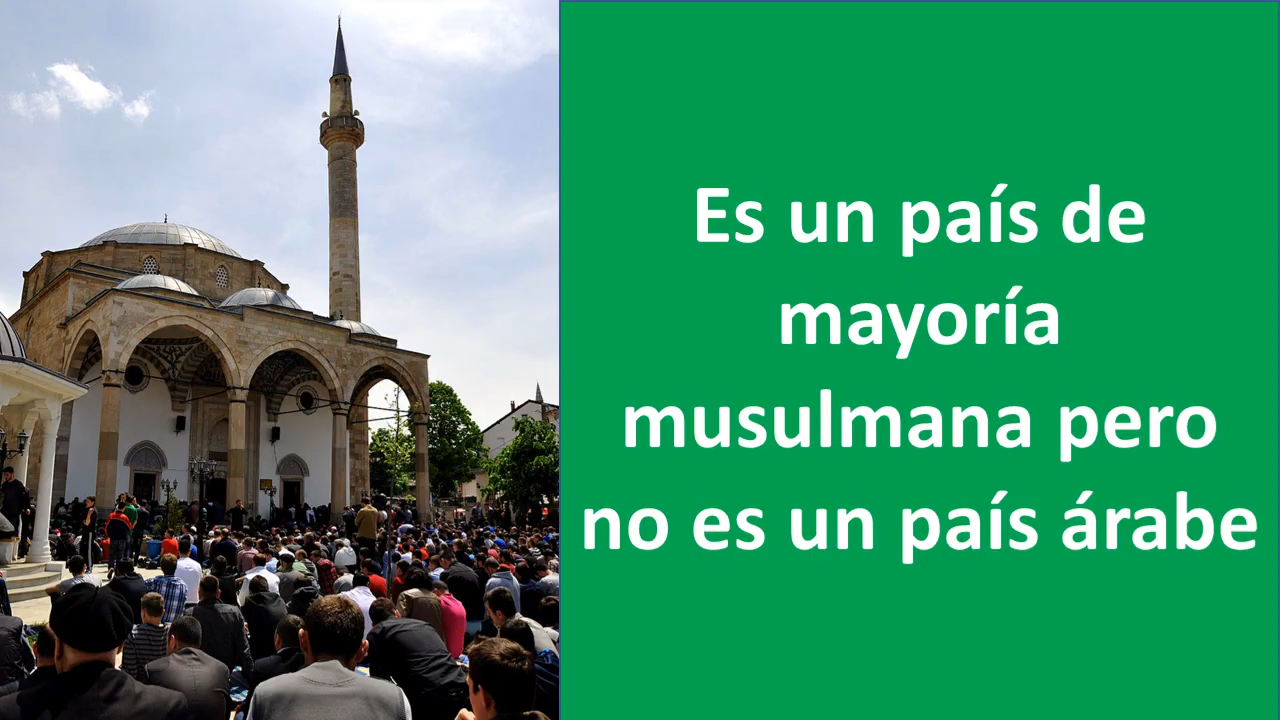 Es un país de
mayoría
musulmana pero
no es un país árabe